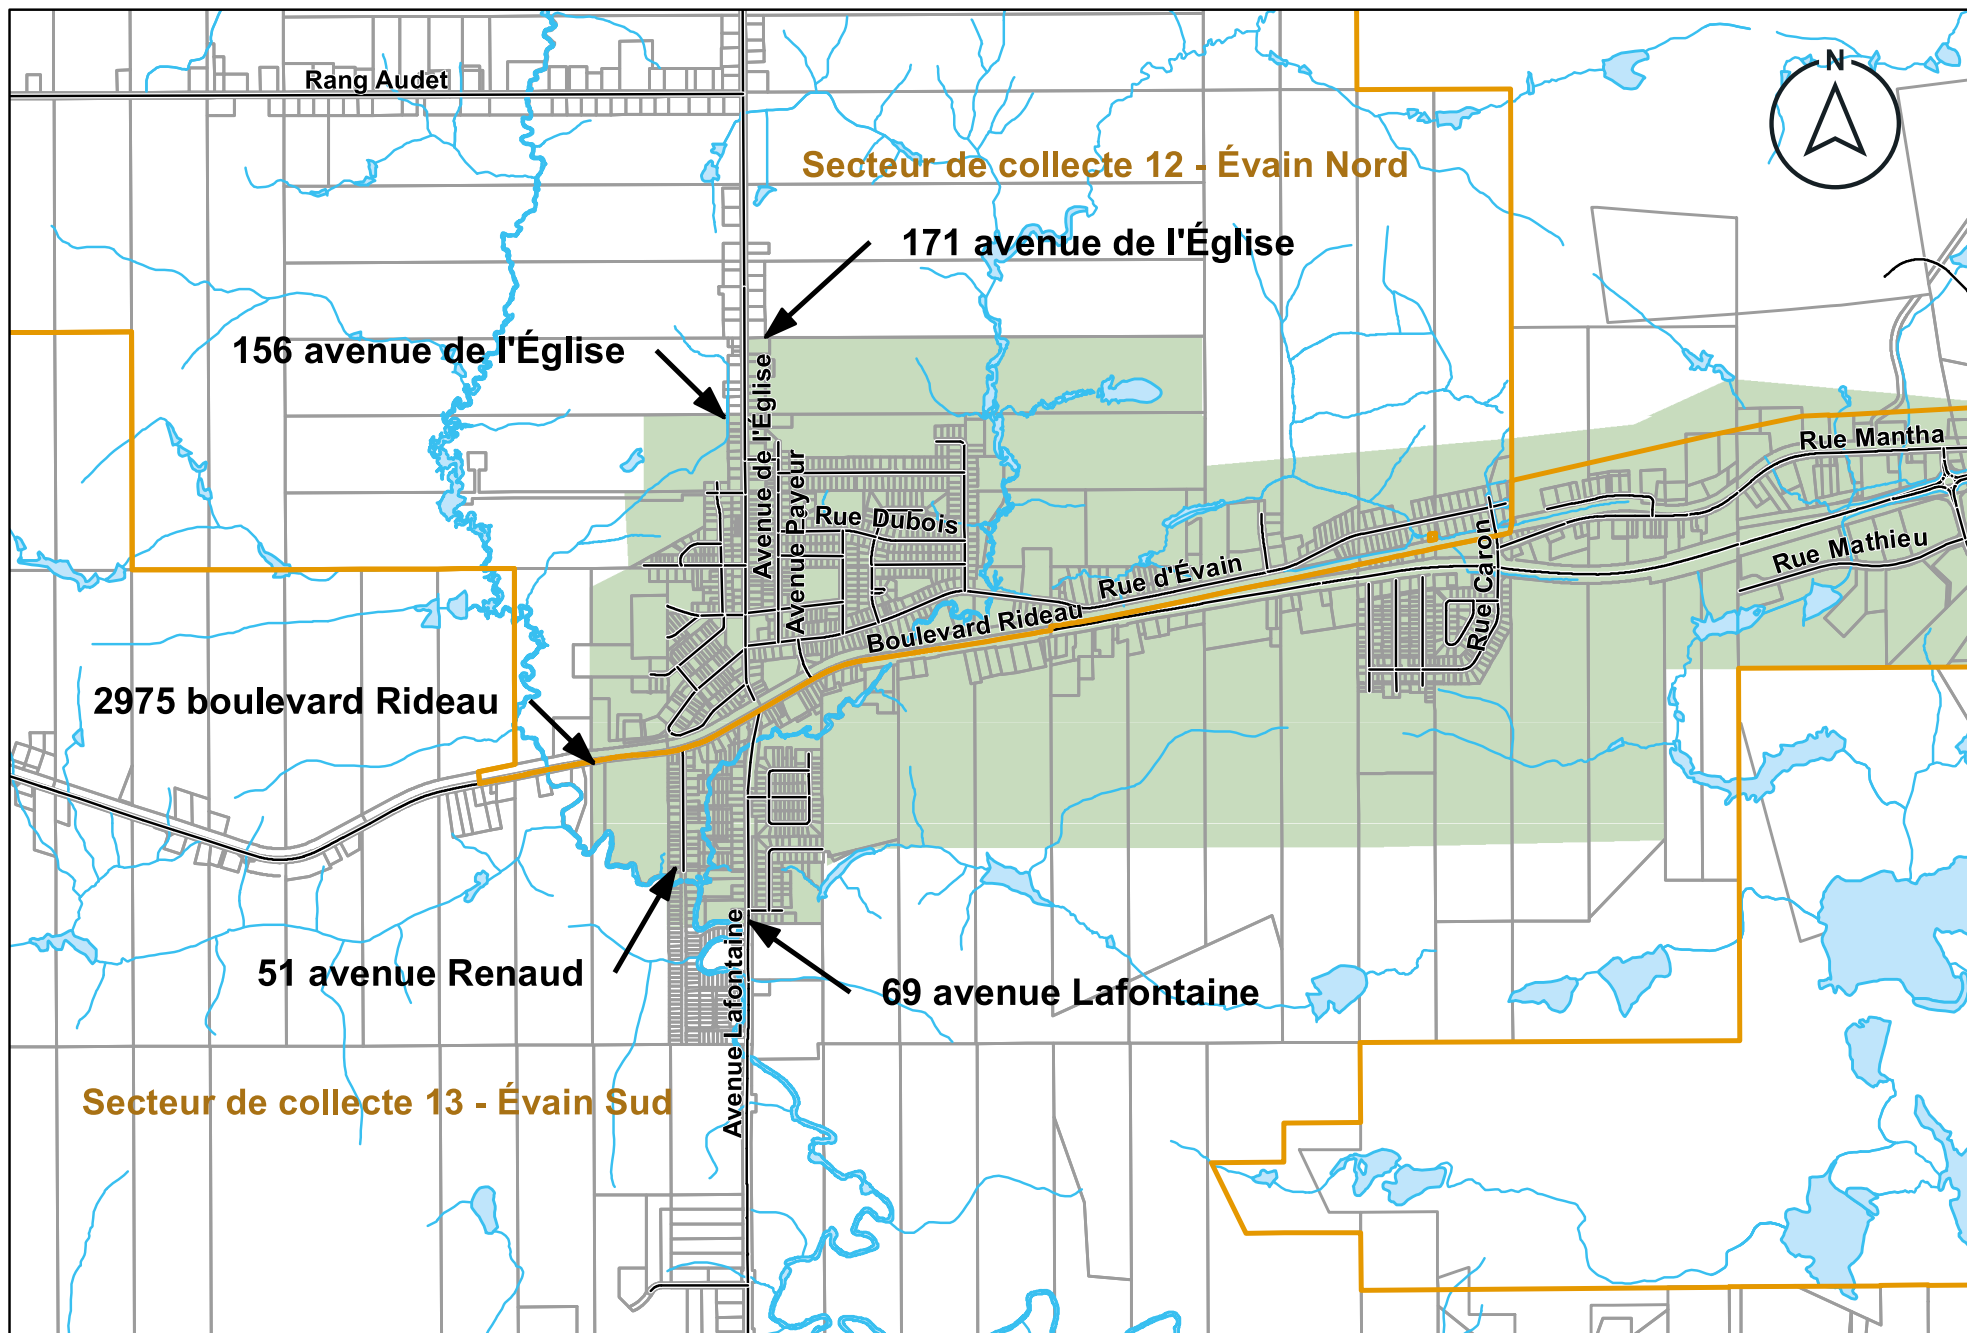 Rang Audet
N
Secteur de collecte 12 - Évain Nord
171 avenue de l'Église
156 avenue de l'Église
Avenue de l'Église
Avenue Payeur
Rue Dubois
Rue Mantha
Rue Mathieu
Rue Caron
Rue d'Évain
Boulevard Rideau
2975 boulevard Rideau
51 avenue Renaud
69 avenue Lafontaine
Avenue Lafontaine
Secteur de collecte 13 - Évain Sud